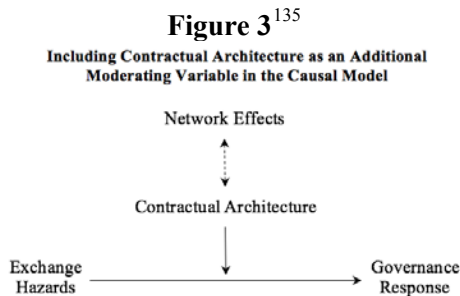 Figure 3135
Including Contractual Architecture as an Additional
Moderating Variable in the Causal Model
Network Effects
Contractual Architecture
Exchange
Hazards
Governance
Response